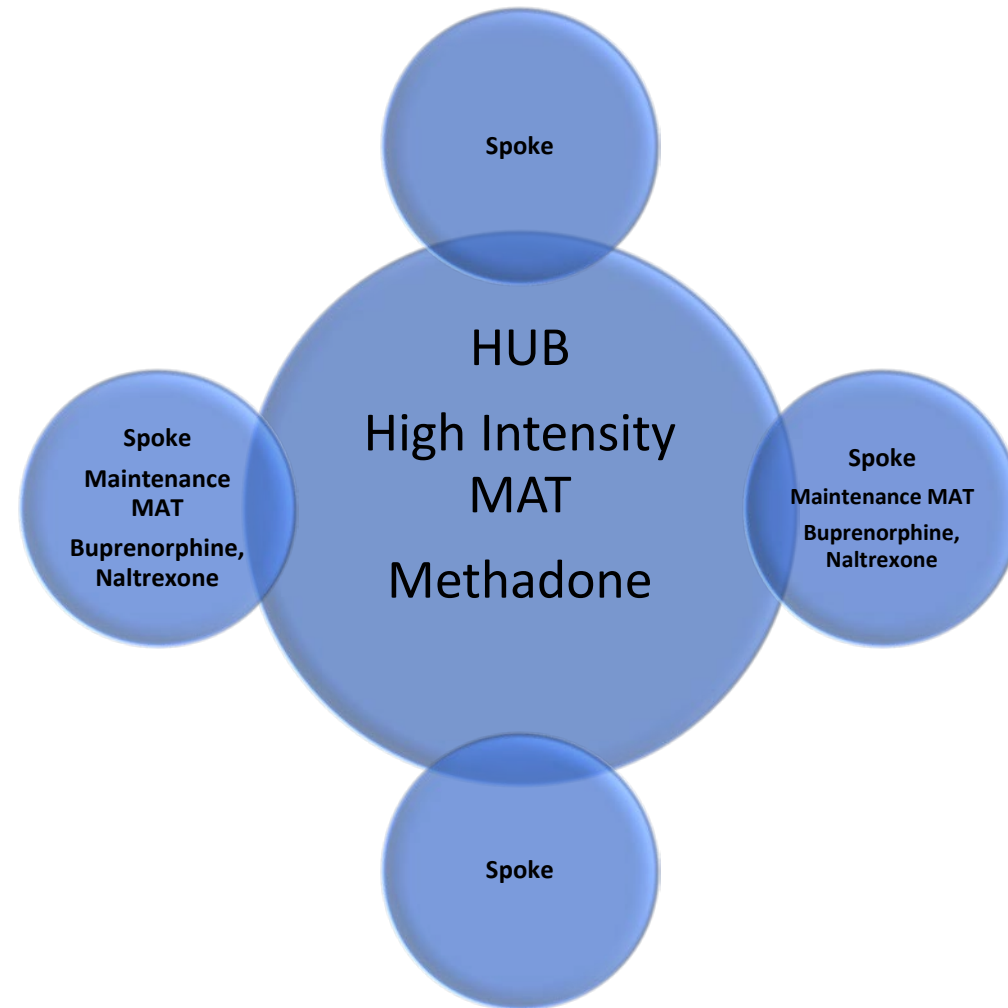 Spoke
HUB
High Intensity
MAT
Methadone
Spoke
Maintenance
MAT
Buprenorphine,
Naltrexone
Spoke
Maintenance MAT
Buprenorphine,
Naltrexone
Spoke